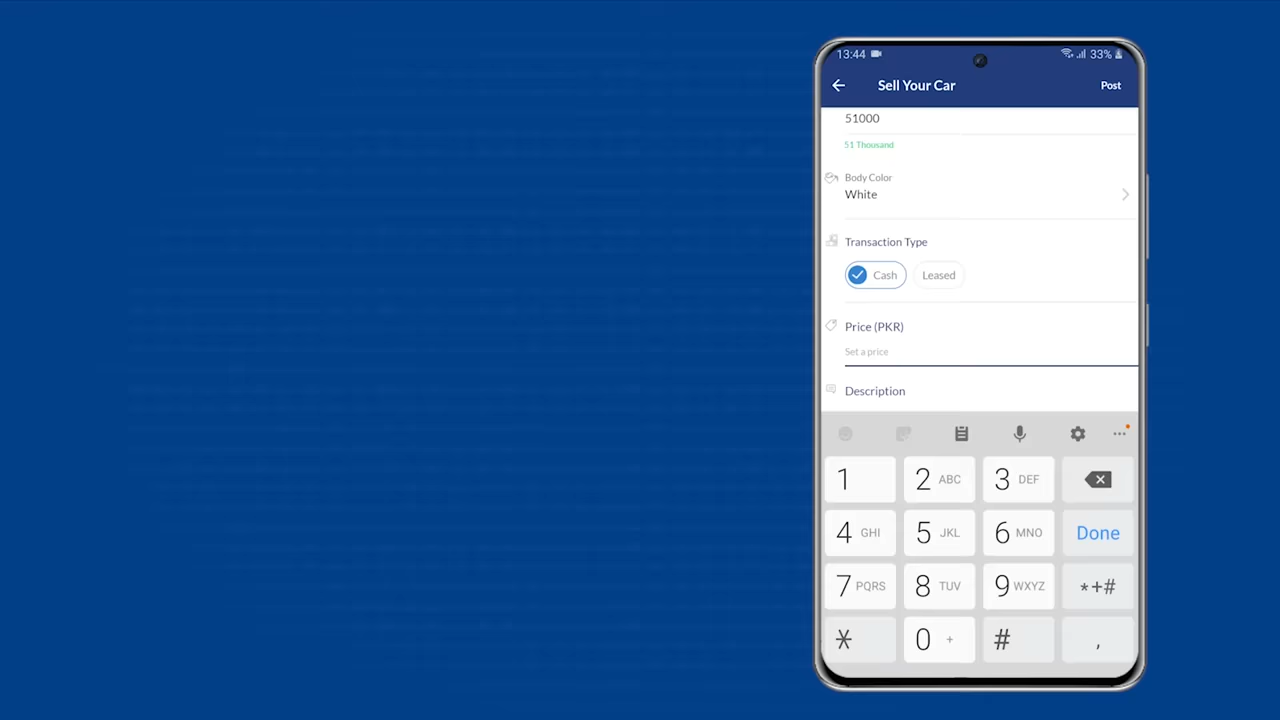 13:44 33%
Sell Your Car Post
51000
51 Thousand
Body Color
White
Transaction Type
Cash Leased
Price (PKR)
Set a price
Description
1 2 ABC 3 DEF
4 GHI 5 JKL 6 MNO Done
7 PQRS 8 TUV 9 WXYZ *+#
* 0 + # ,